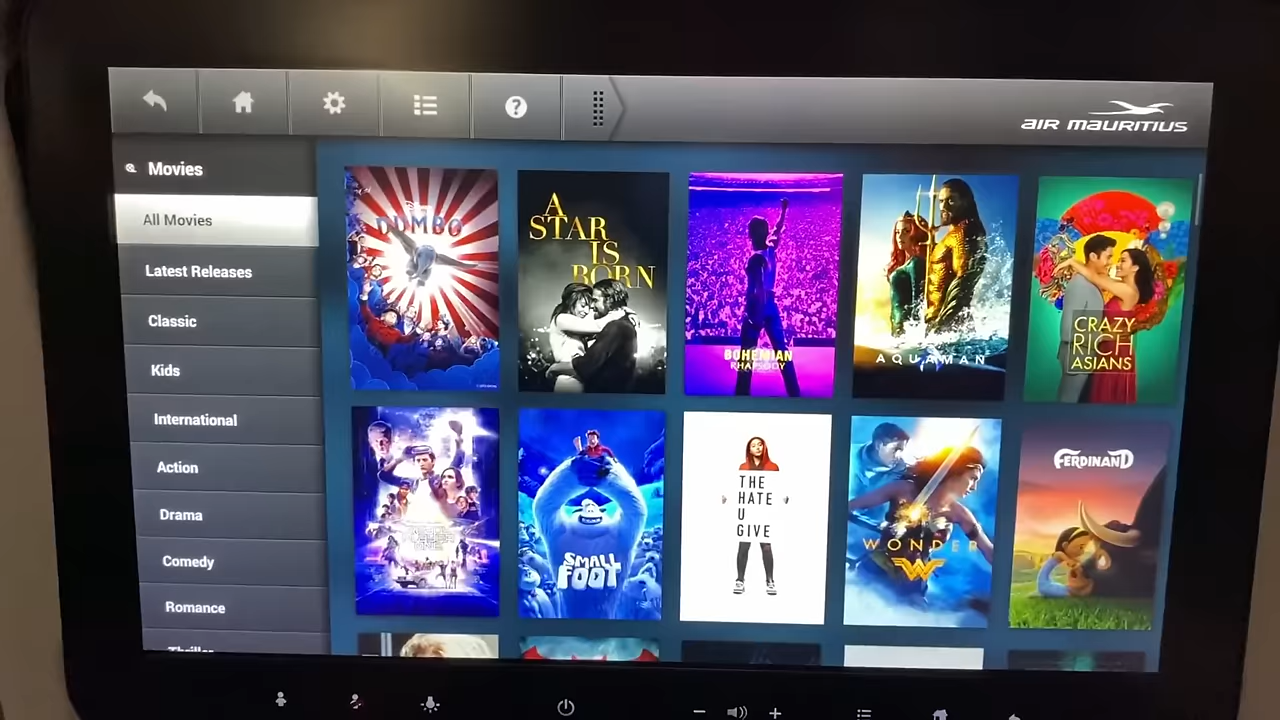 AIR MAURITIUS
Movies
All Movies
Latest Releases
Classic
Kids
International
Action
Drama
Comedy
Romance
Thriller
DUMBO
A
STAR
IS
BORN
BOHEMIAN
RHAPSODY
AQUAMAN
CRAZY
RICH
ASIANS
SMALL
FOOT
THE
HATE
U
GIVE
WONDER
FERDINAND